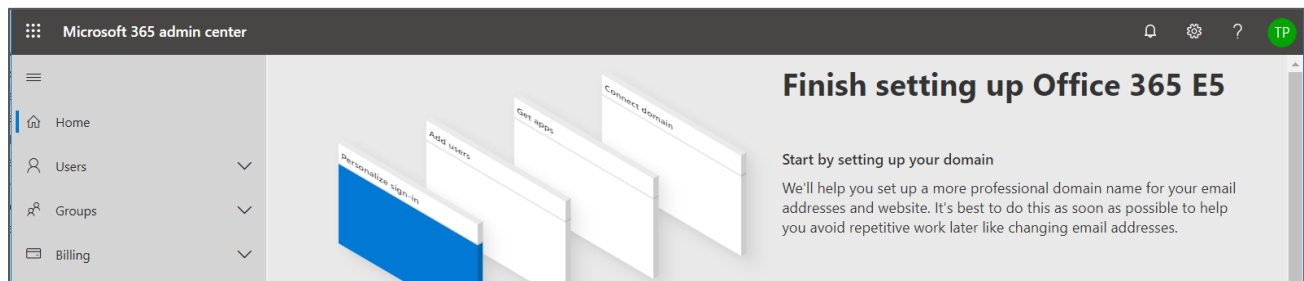 Microsoft 365 admin center
TP
Home
Users
Groups
Billing
Personalize sign-in
Add users
Get apps
Connect domain
Finish setting up Office 365 E5
Start by setting up your domain
We'll help you set up a more professional domain name for your email
addresses and website. It's best to do this as soon as possible to help
you avoid repetitive work later like changing email addresses.